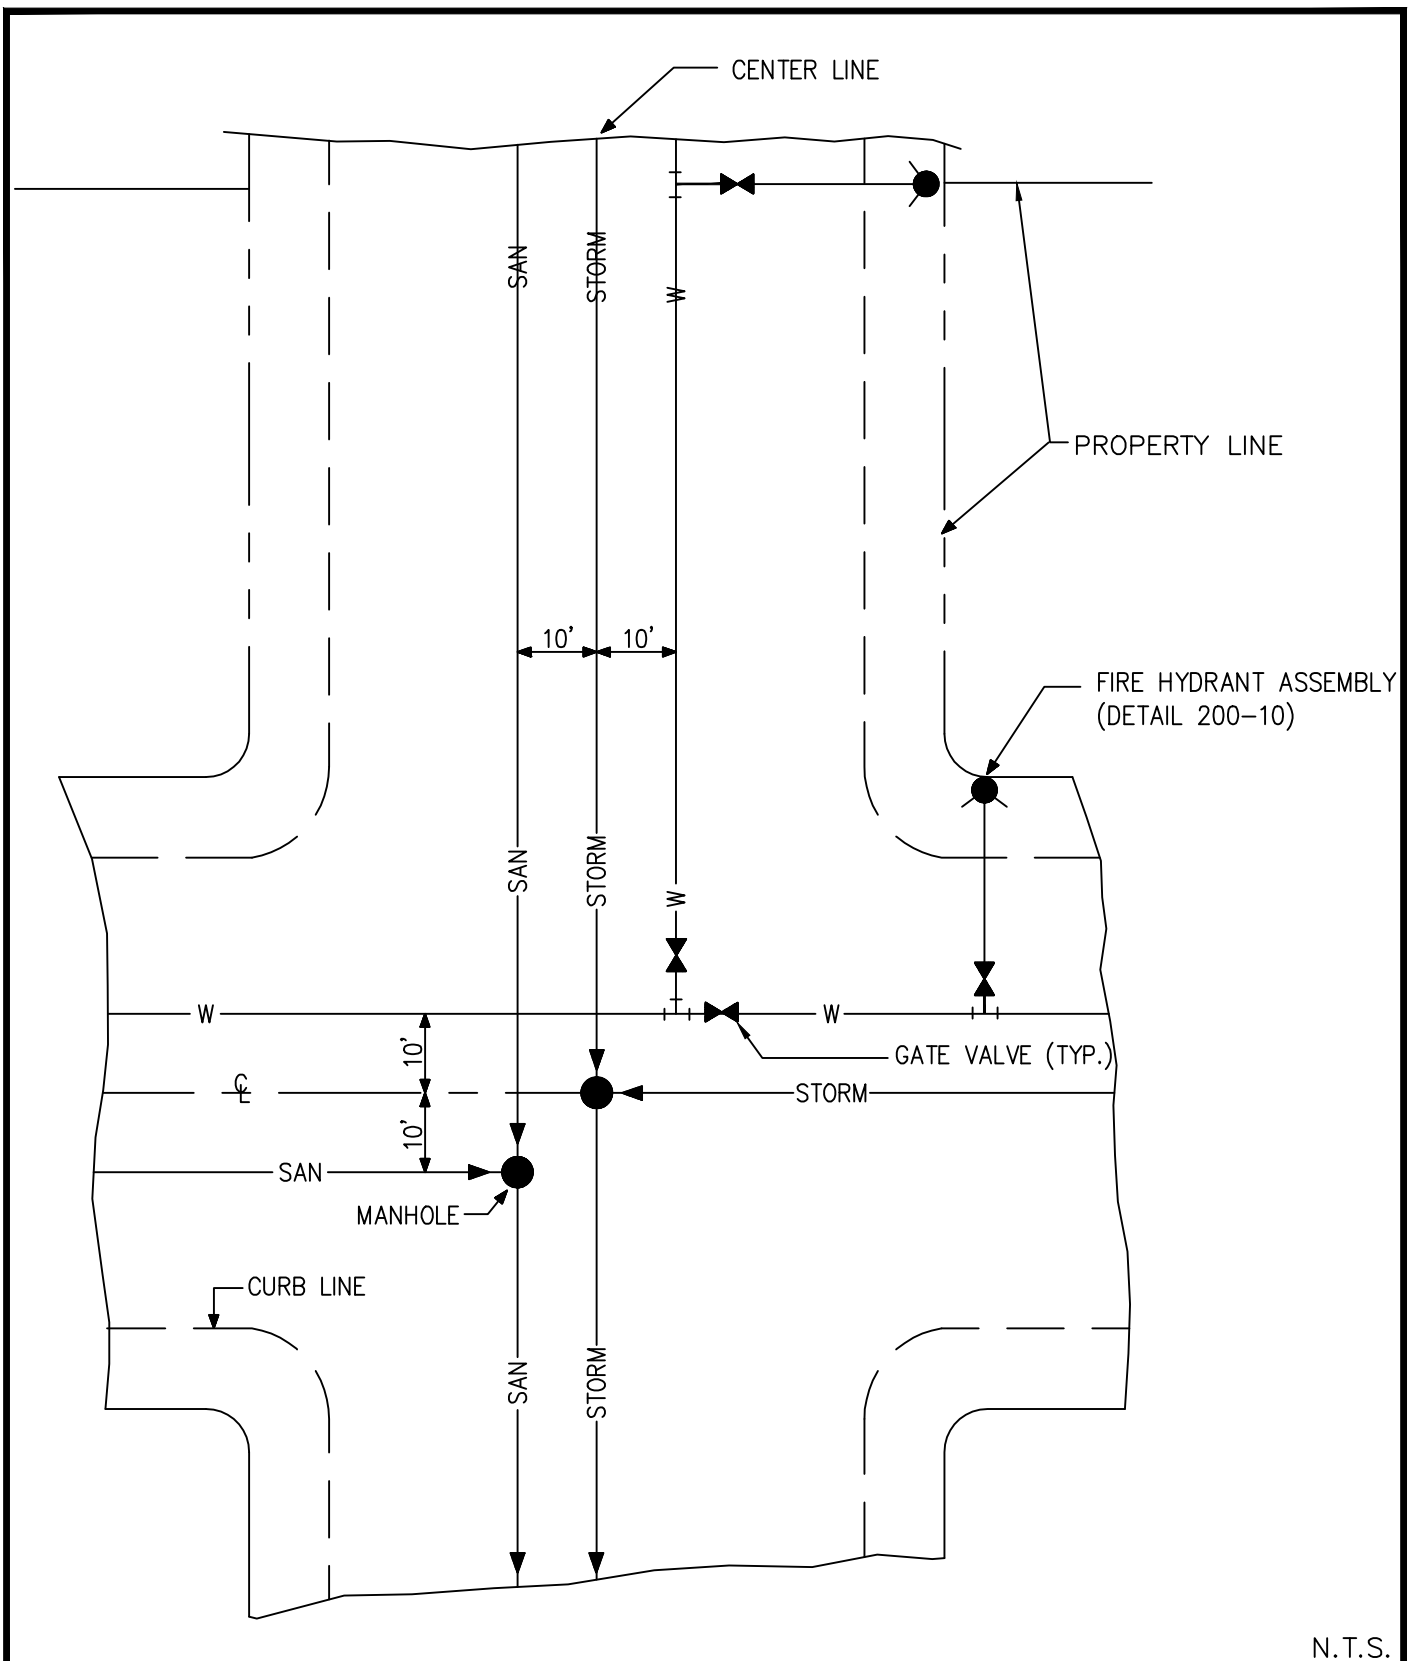 CENTER LINE
SAN
STORM
W
PROPERTY LINE
10'
10'
FIRE HYDRANT ASSEMBLY
(DETAIL 200-10)
SAN
STORM
W
W
W
10'
GATE VALVE (TYP.)
℄
STORM
10'
SAN
MANHOLE
CURB LINE
SAN
STORM
N.T.S.